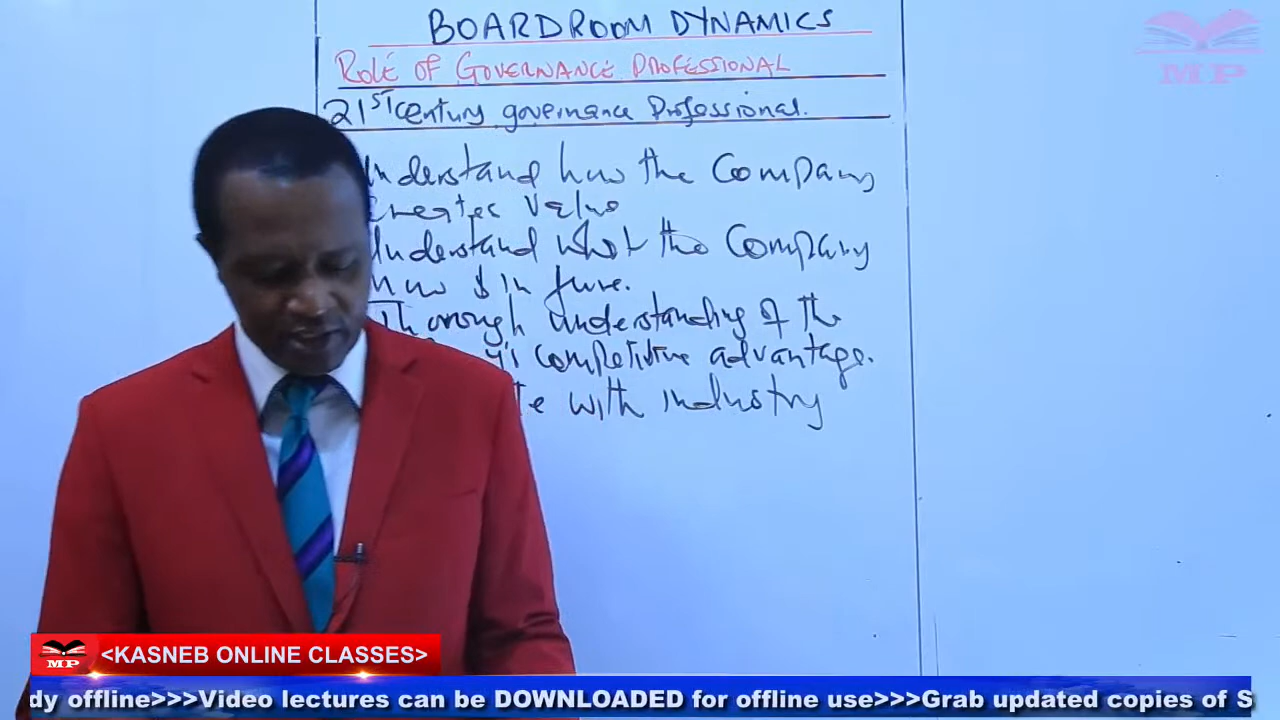 BOARDROOM DYNAMICS
ROLE OF GOVERNANCE PROFESSIONAL
21ST century governance Professional.
Understand how the Company
Creates Value
Understand what the Company
now & in
Thorough understanding of the
y's competitive advantage.
te with industry
MP
MP
<KASNEB ONLINE CLASSES>
dy offline>>>Video lectures can be DOWNLOADED for offline use>>>Grab updated copies of S